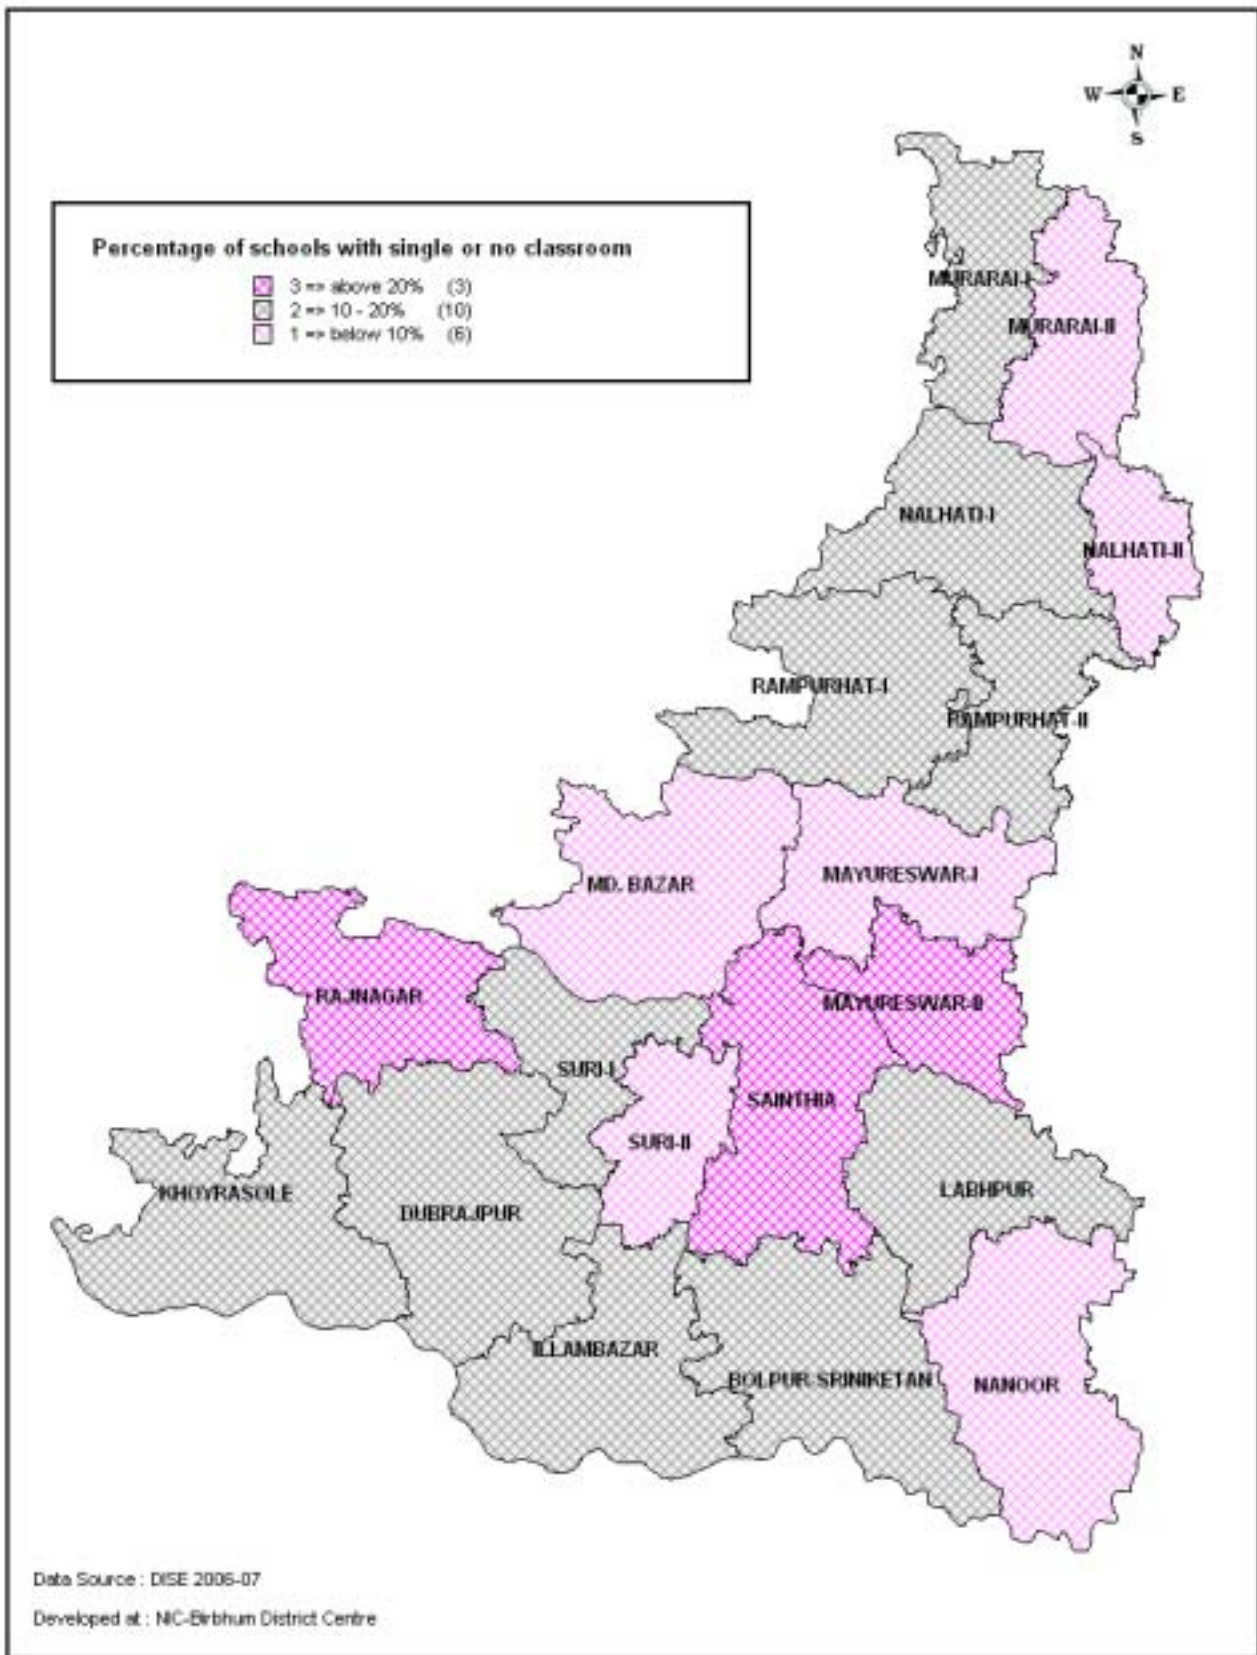 N
W E
S
Percentage of schools with single or no classroom
3 => above 20% (3)
2 => 10 - 20% (10)
1 => below 10% (6)
MURARAI-I
MURARAI-II
NALHATI-I
NALHATI-II
RAMPURHAT-I
RAMPURHAT-II
MAYURESWAR-I
MD. BAZAR
RAJNAGAR
MAYURESWAR-II
SURI-I
SAINTHIA
SURI-II
LABHPUR
KHOYRASOLE
DUBRAJPUR
ILLAMBAZAR
BOLPUR SRINIKETAN
NANOOR
Data Source : DISE 2006-07
Developed at : NIC-Birbhum District Centre